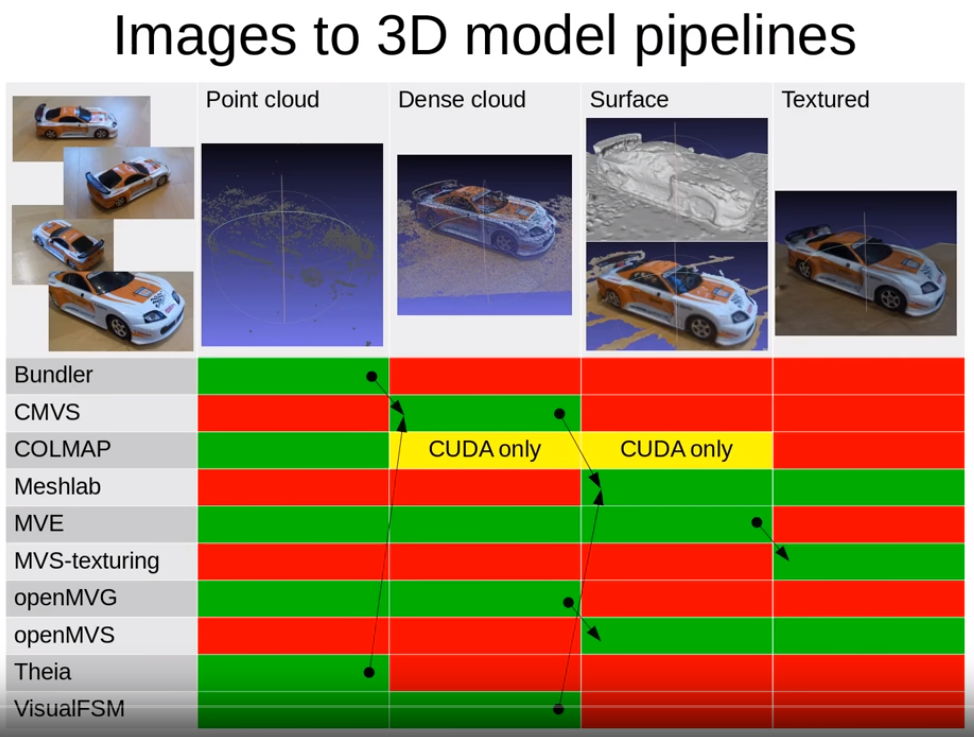 Images to 3D model pipelines
Point cloud Dense cloud Surface Textured
Bundler
CMVS
COLMAP CUDA only CUDA only
Meshlab
MVE
MVS-texturing
openMVG
openMVS
Theia
VisualFSM